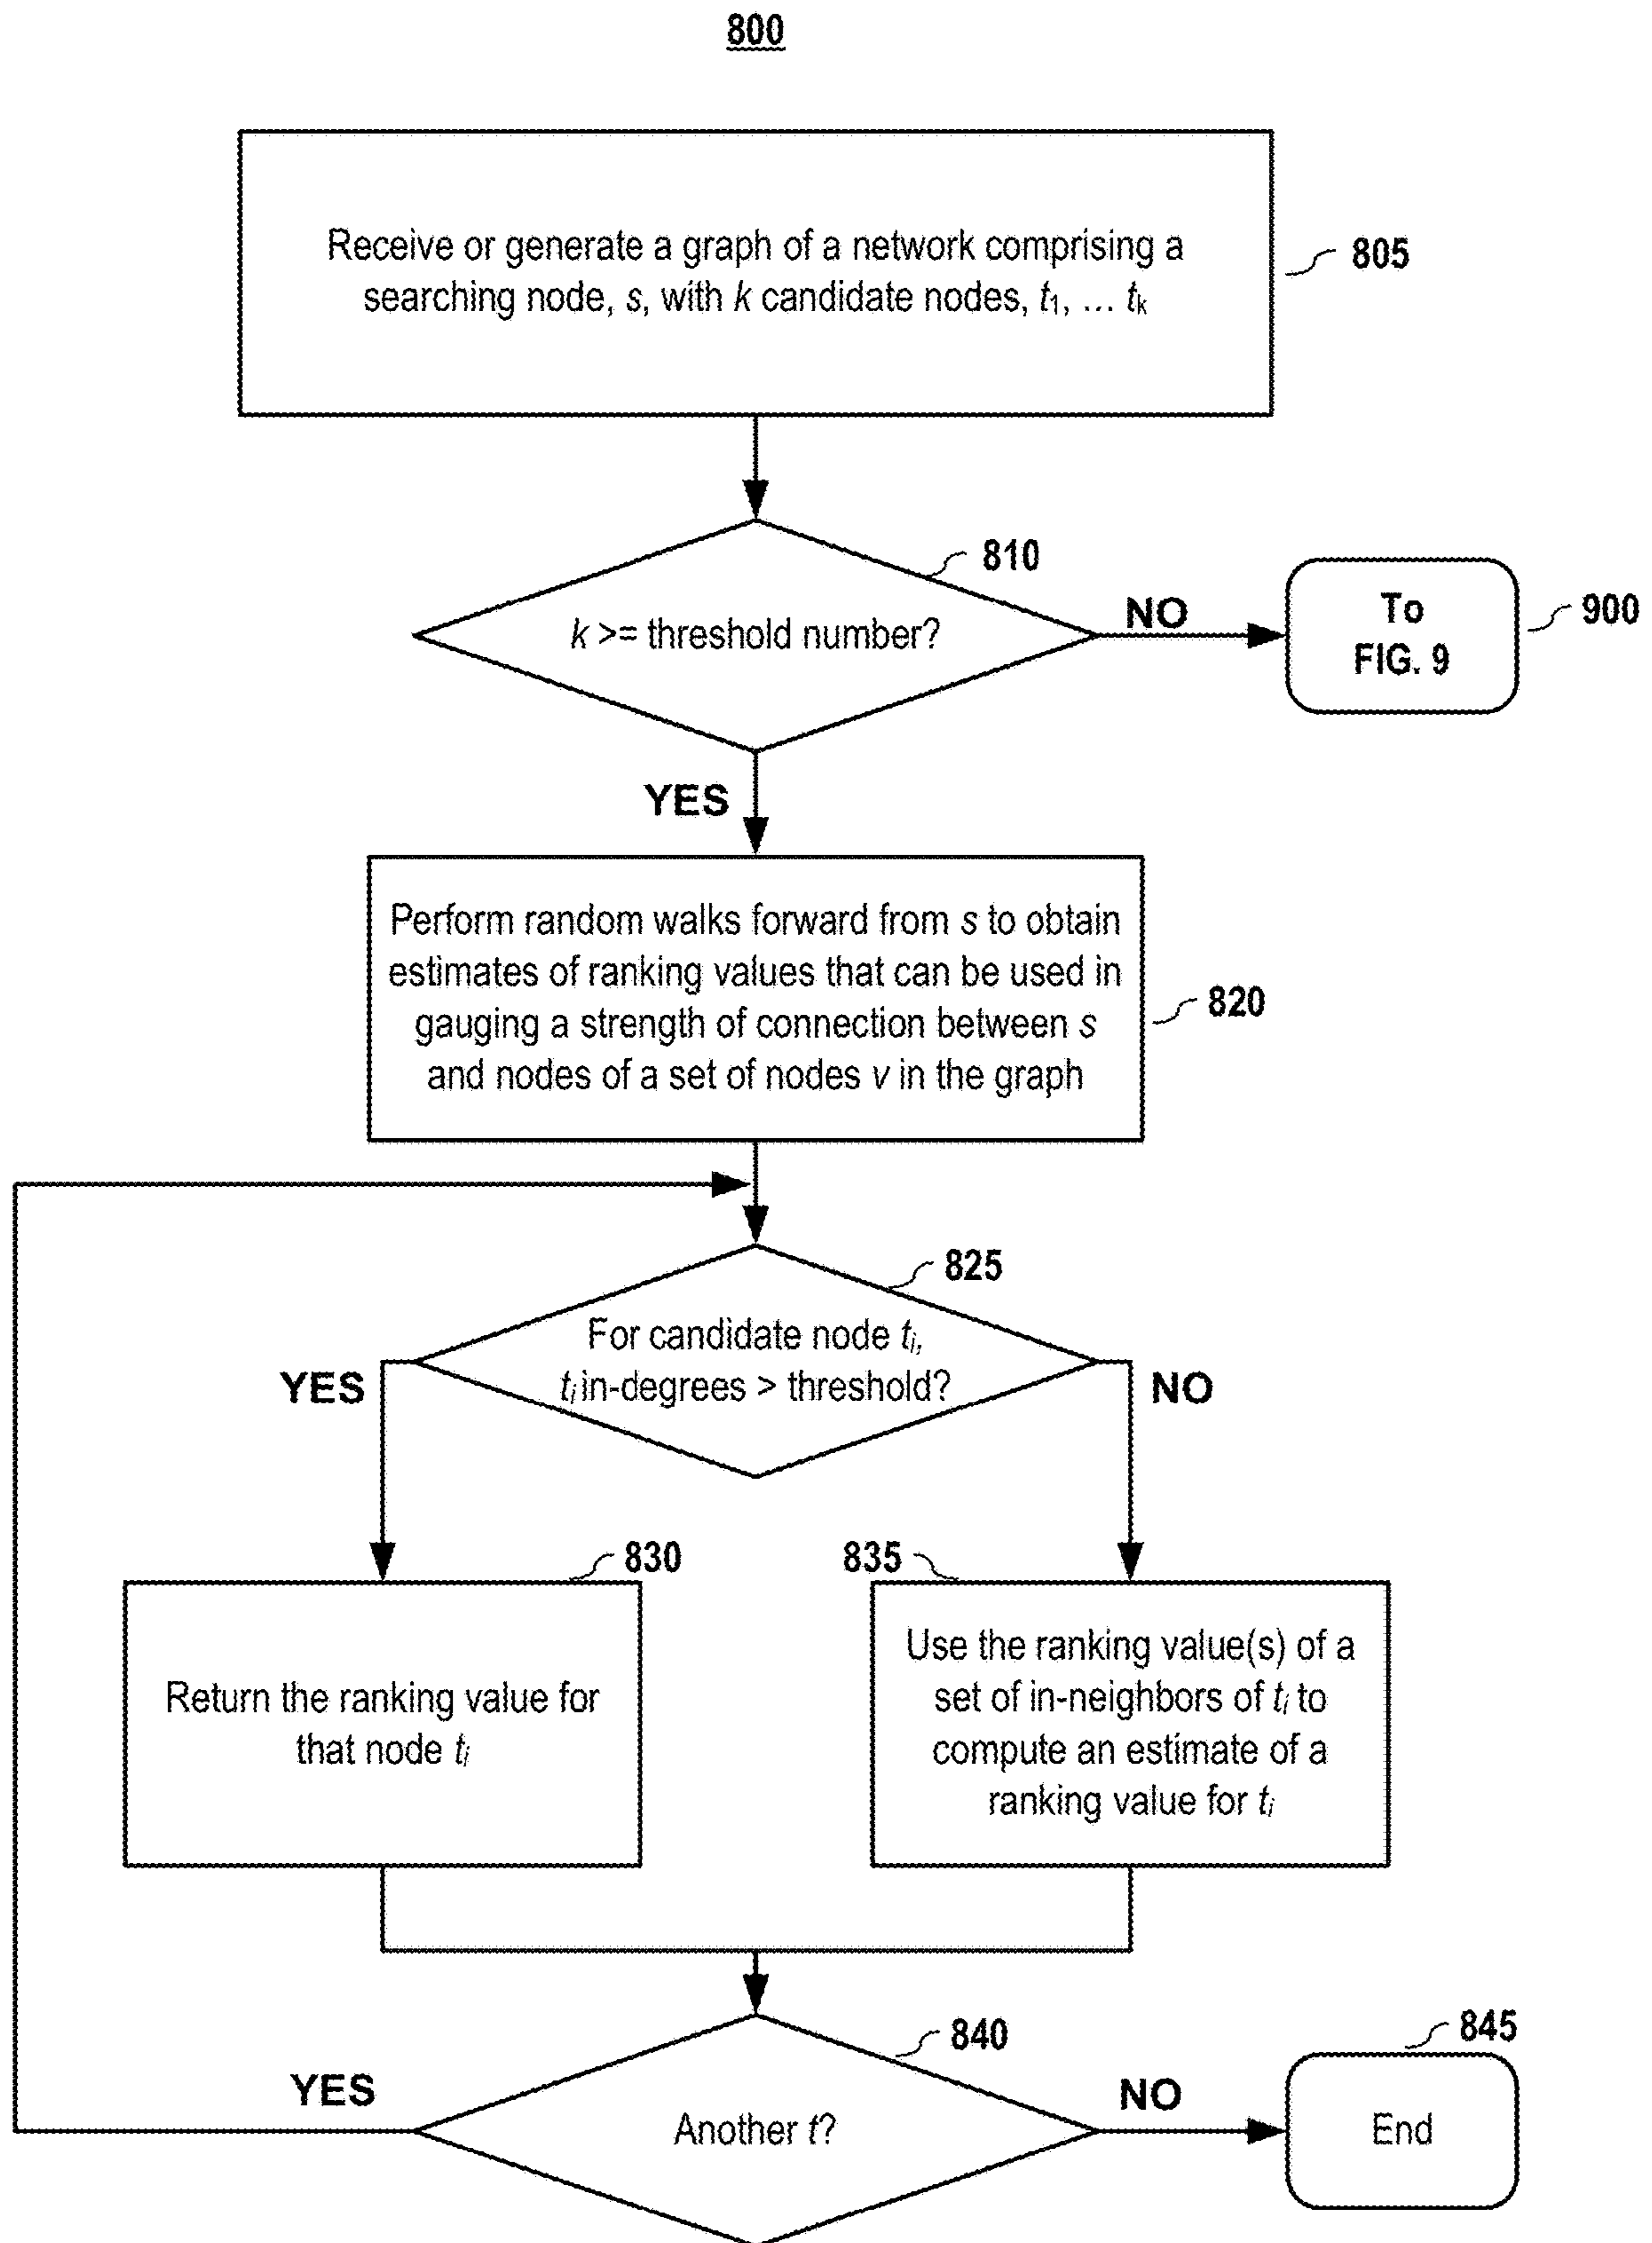 800
Receive or generate a graph of a network comprising a
searching node, s, with k candidate nodes, t1, ... tk
805
810
k >= threshold number?
NO
To
FIG. 9
900
YES
Perform random walks forward from s to obtain
estimates of ranking values that can be used in
gauging a strength of connection between s
and nodes of a set of nodes v in the graph
820
825
For candidate node ti,
ti in-degrees > threshold?
YES
NO
830
Return the ranking value for
that node ti
835
Use the ranking value(s) of a
set of in-neighbors of ti to
compute an estimate of a
ranking value for ti
840
Another t?
YES
NO
845
End